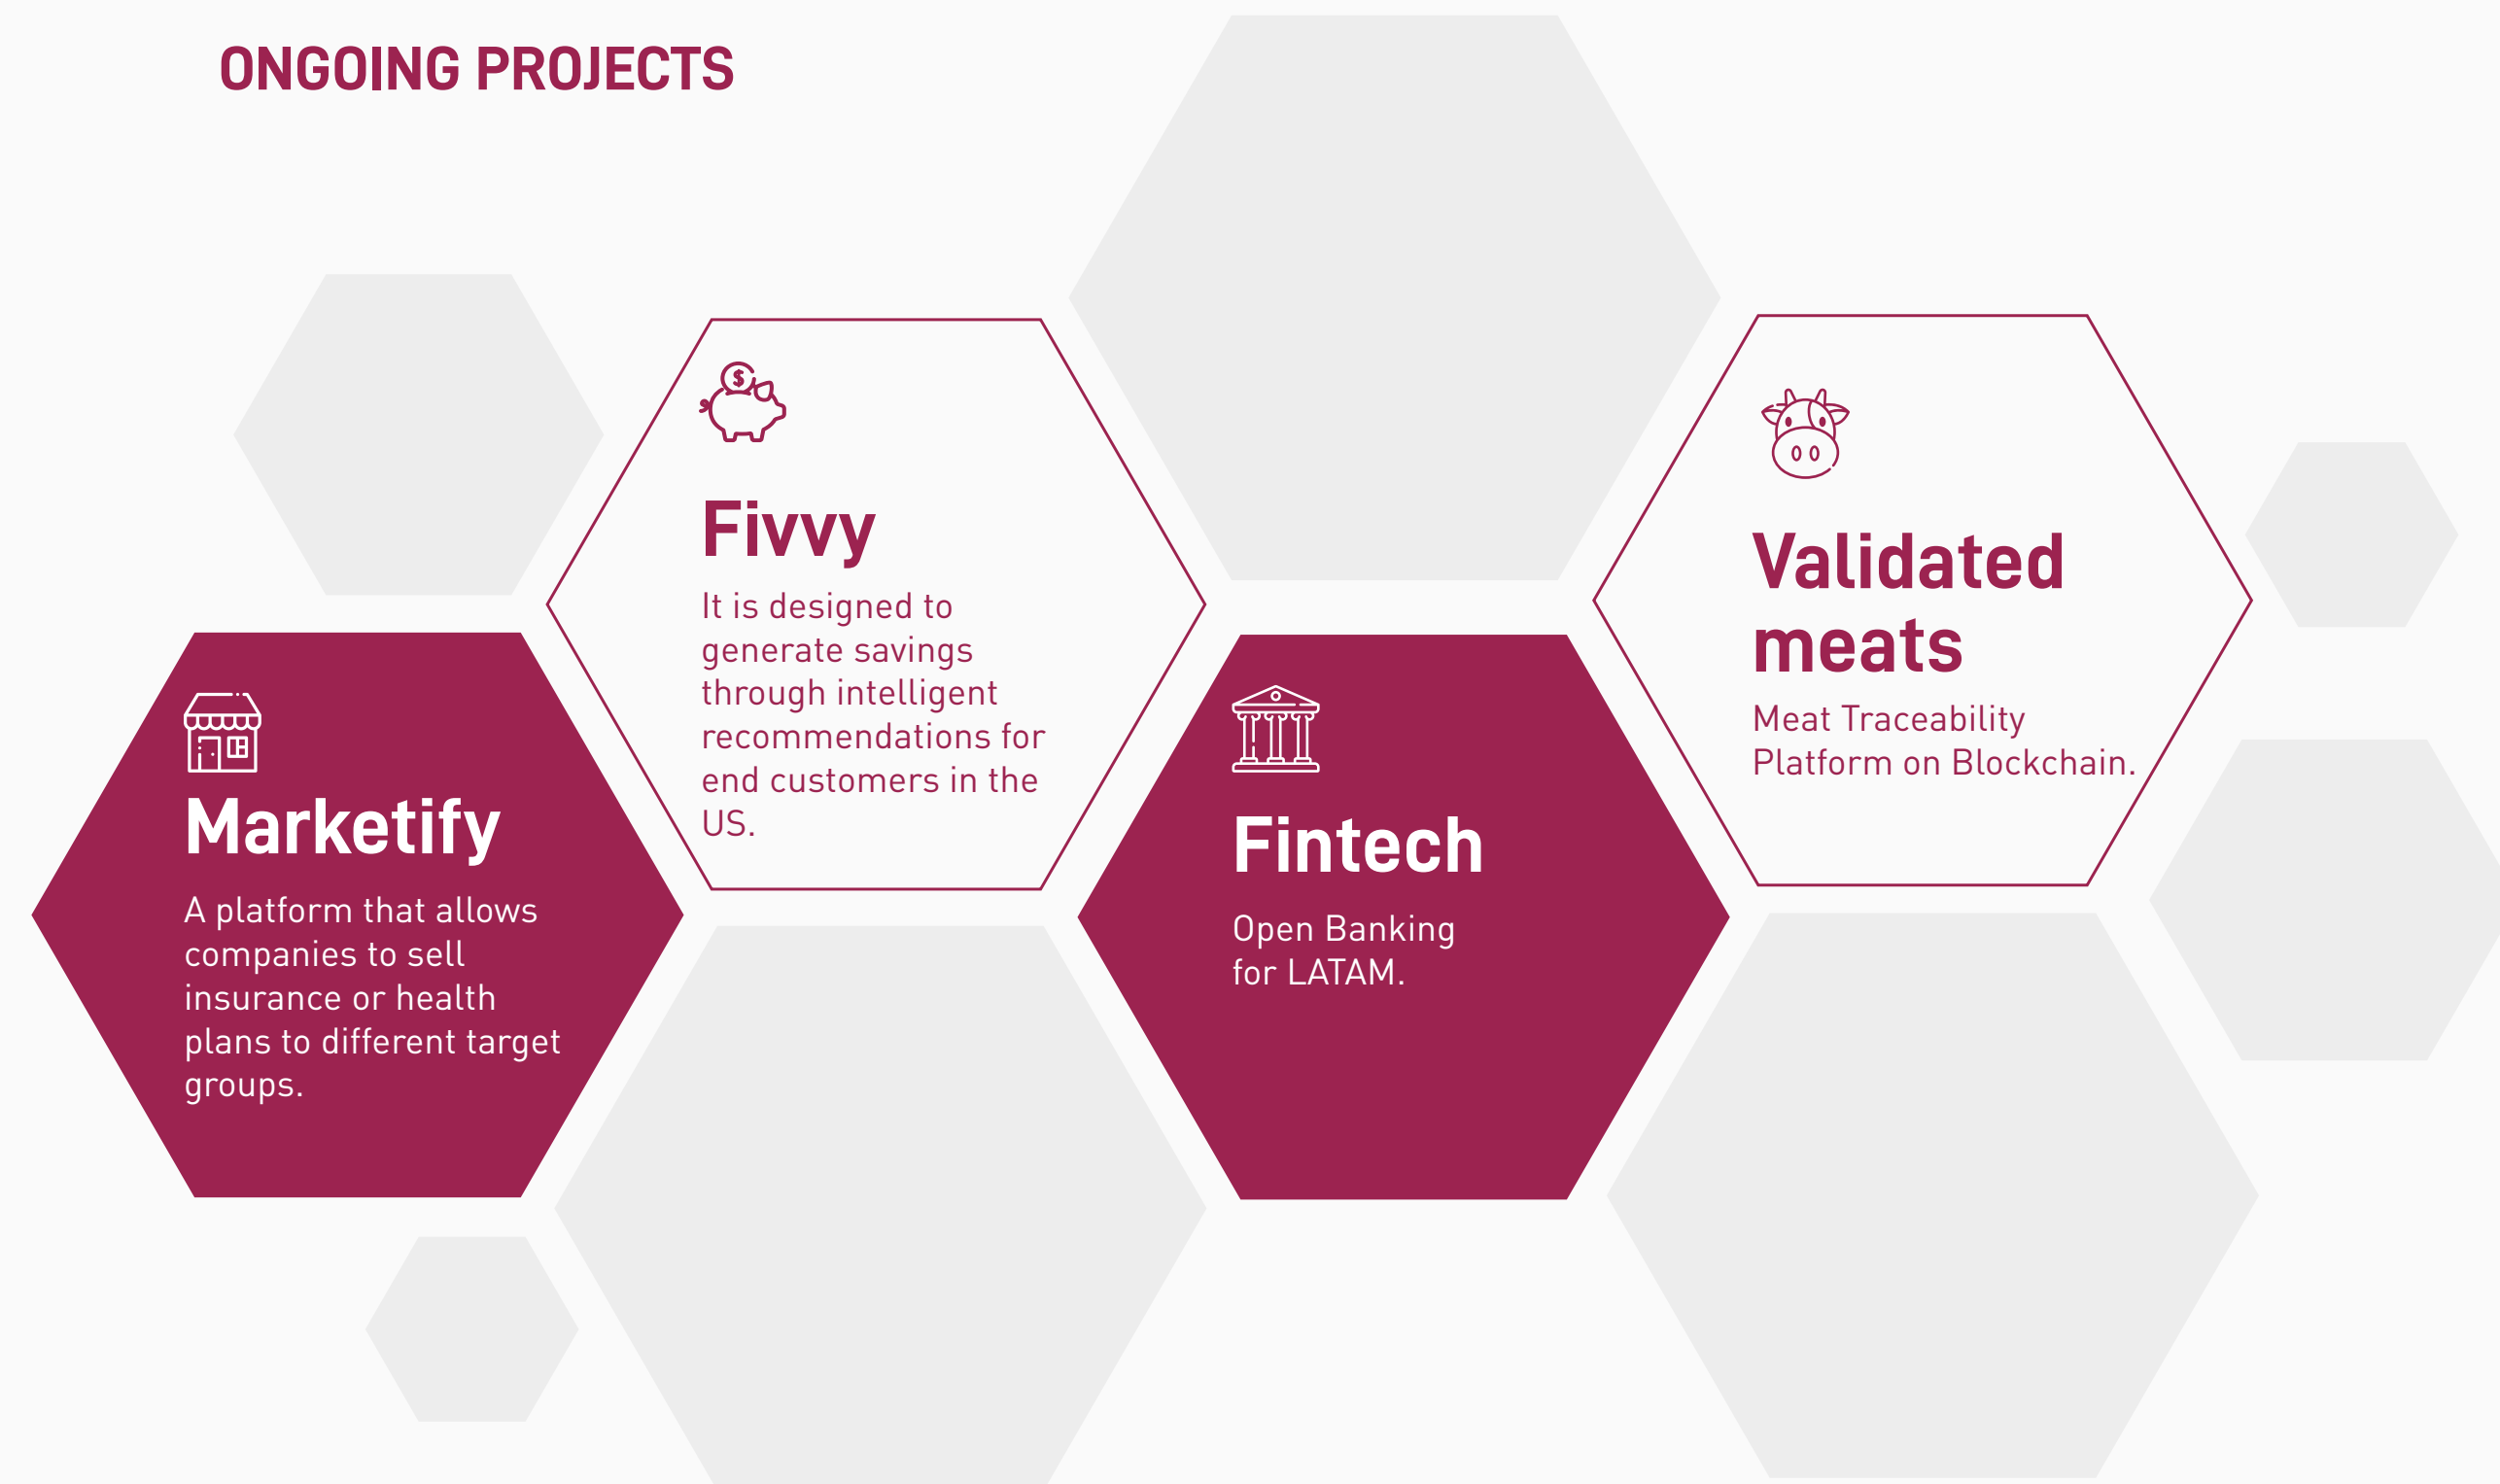 ONGOING PROJECTS
Marketify
A platform that allows
companies to sell
insurance or health
plans to different target
groups.
Fivvy
It is designed to
generate savings
through intelligent
recommendations for
end customers in the
US.
Fintech
Open Banking
for LATAM.
Validated
meats
Meat Traceability
Platform on Blockchain.